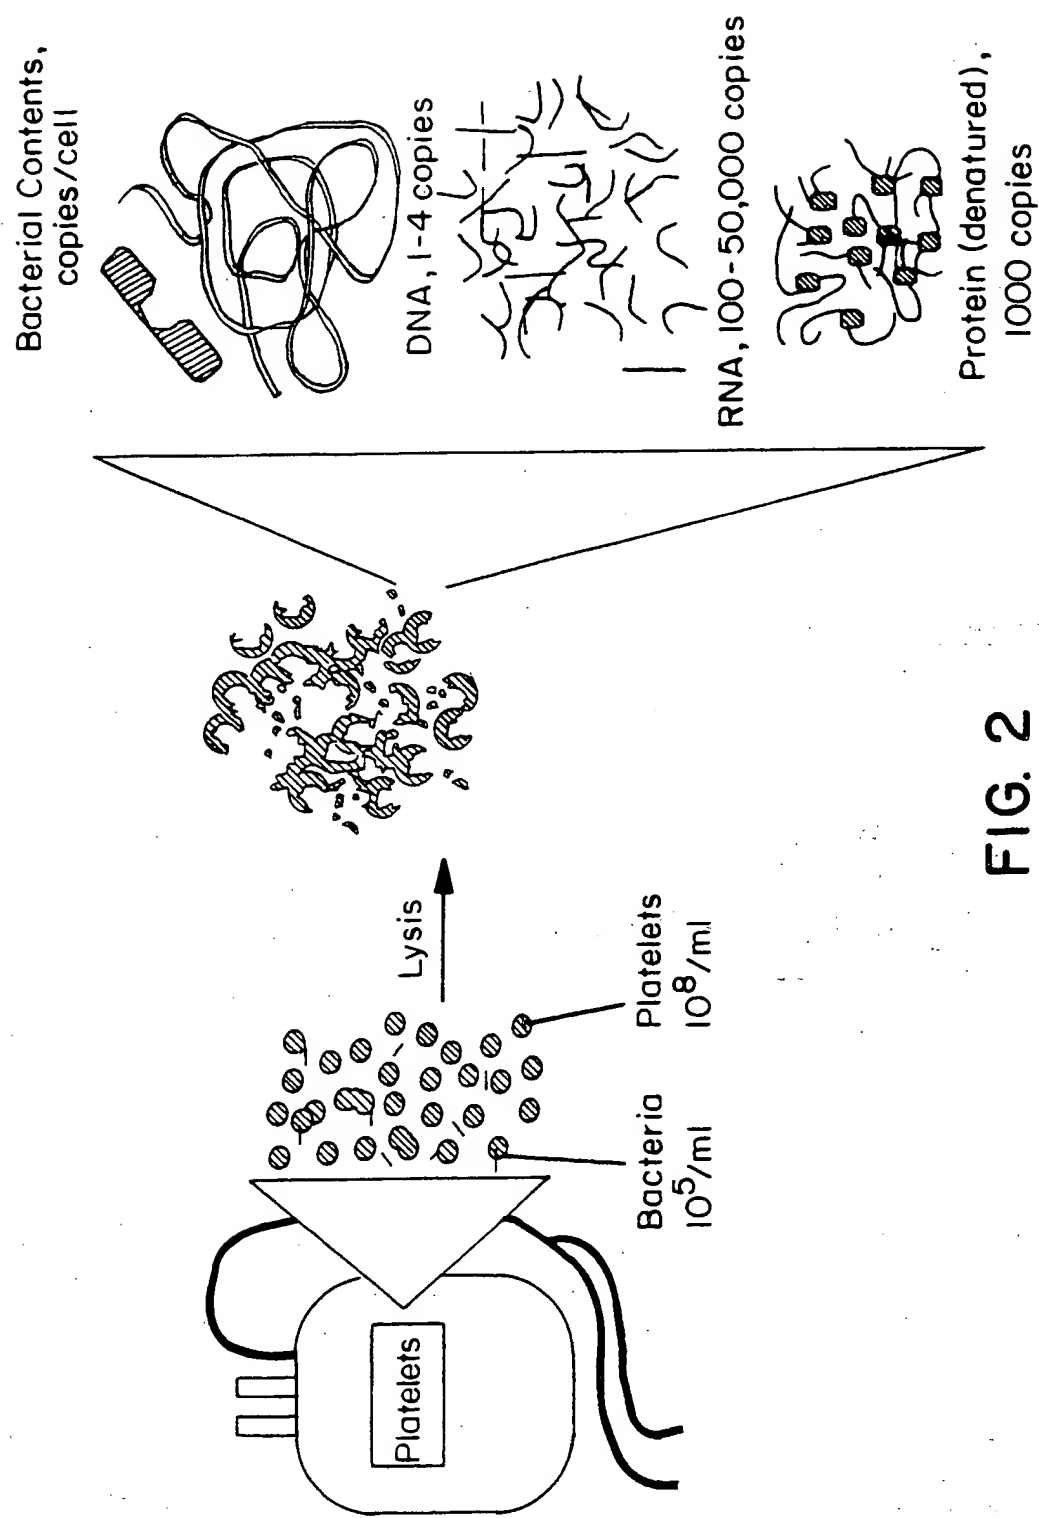 Platelets
Bacteria
10⁵/ml
Platelets
10⁸/ml
Lysis
Bacterial Contents,
copies/cell
DNA, 1-4 copies
RNA, 100-50,000 copies
Protein (denatured),
1000 copies
FIG. 2